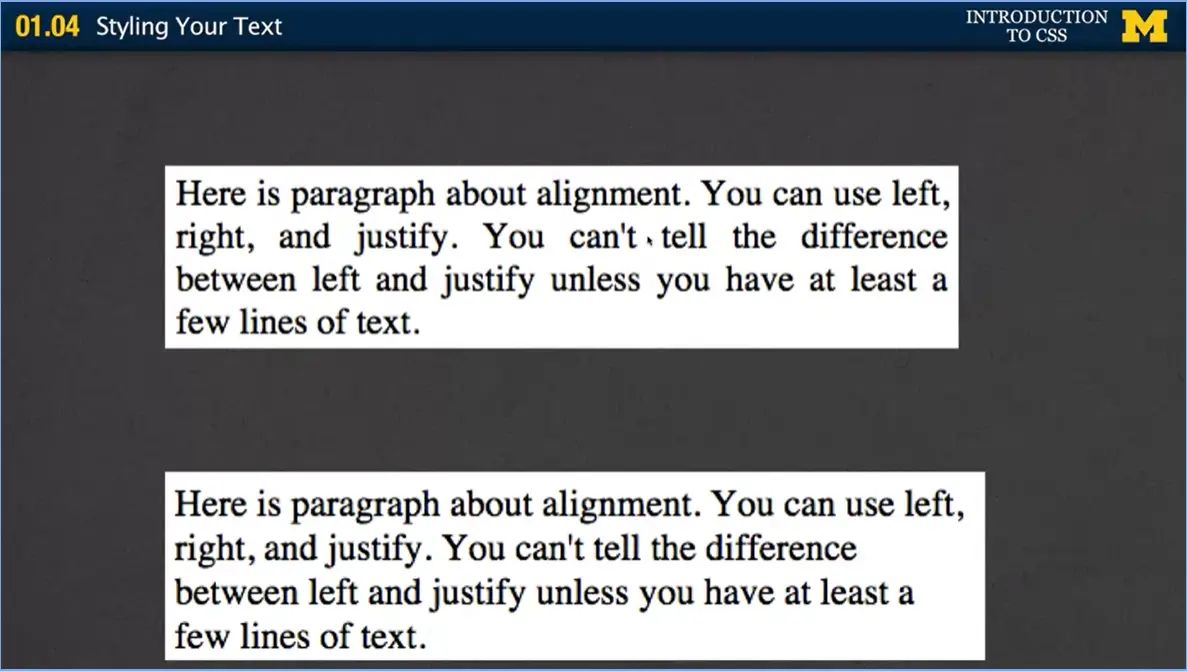 01.04 Styling Your Text
INTRODUCTION
TO CSS
M
Here is paragraph about alignment. You can use left,
right, and justify. You can't tell the difference
between left and justify unless you have at least a
few lines of text.
Here is paragraph about alignment. You can use left,
right, and justify. You can't tell the difference
between left and justify unless you have at least a
few lines of text.